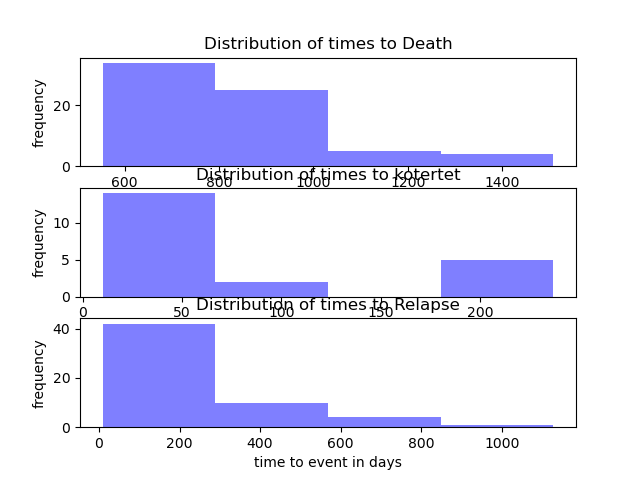 Distribution of times to Death
frequency
20
0
600 800 1000 1200 1400
Distribution of times to kotertet
frequency
10
5
0
0 50 100 150 200
Distribution of times to Relapse
frequency
40
20
0
0 200 400 600 800 1000
time to event in days